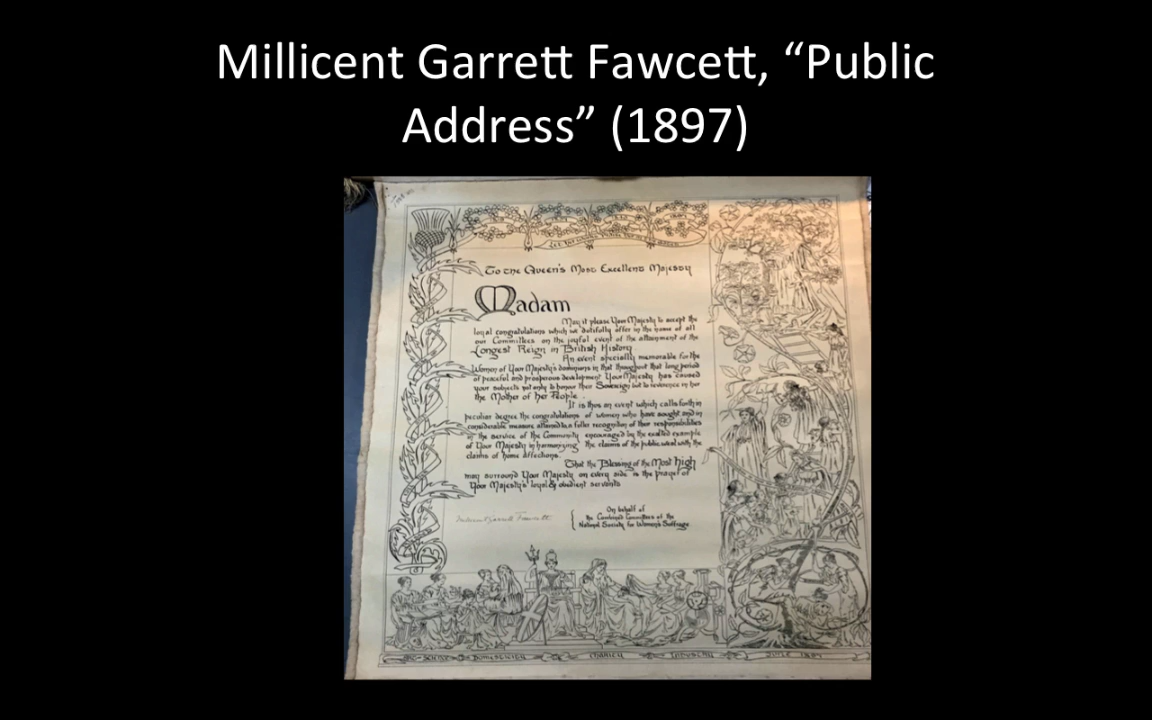 Millicent Garrett Fawcett, “Public
Address” (1897)
To the Queen's Most Excellent Majesty
Madam
May it please Your Majesty to accept the
loyal congratulations which we dutifully offer in the name of all
our Committees on the joyful event of the attainment of the
Longest Reign in British History
An event specially memorable for the
Women of Your Majesty's dominions in that throughout that long period
of peaceful and prosperous development Your Majesty has caused
your subjects not only to honour their Sovereign but to reverence in her
the Mother of her People.
It is thus an event which calls forth in
peculiar degree the congratulations of women who have sought and in
considerable measure attained to a fuller recognition of their responsibilities
in the service of the Community encouraged by the exalted example
of Your Majesty in harmonizing the claims of the public weal with the
claims of home affections.
That the Blessing of the Most High
may surround Your Majesty on every side is the prayer of
Your Majesty's loyal & obedient servants
Millicent Garrett Fawcett
On behalf of
the Combined Committees of the
National Society for Women's Suffrage
Science Domesticity Charity Industry June 1897